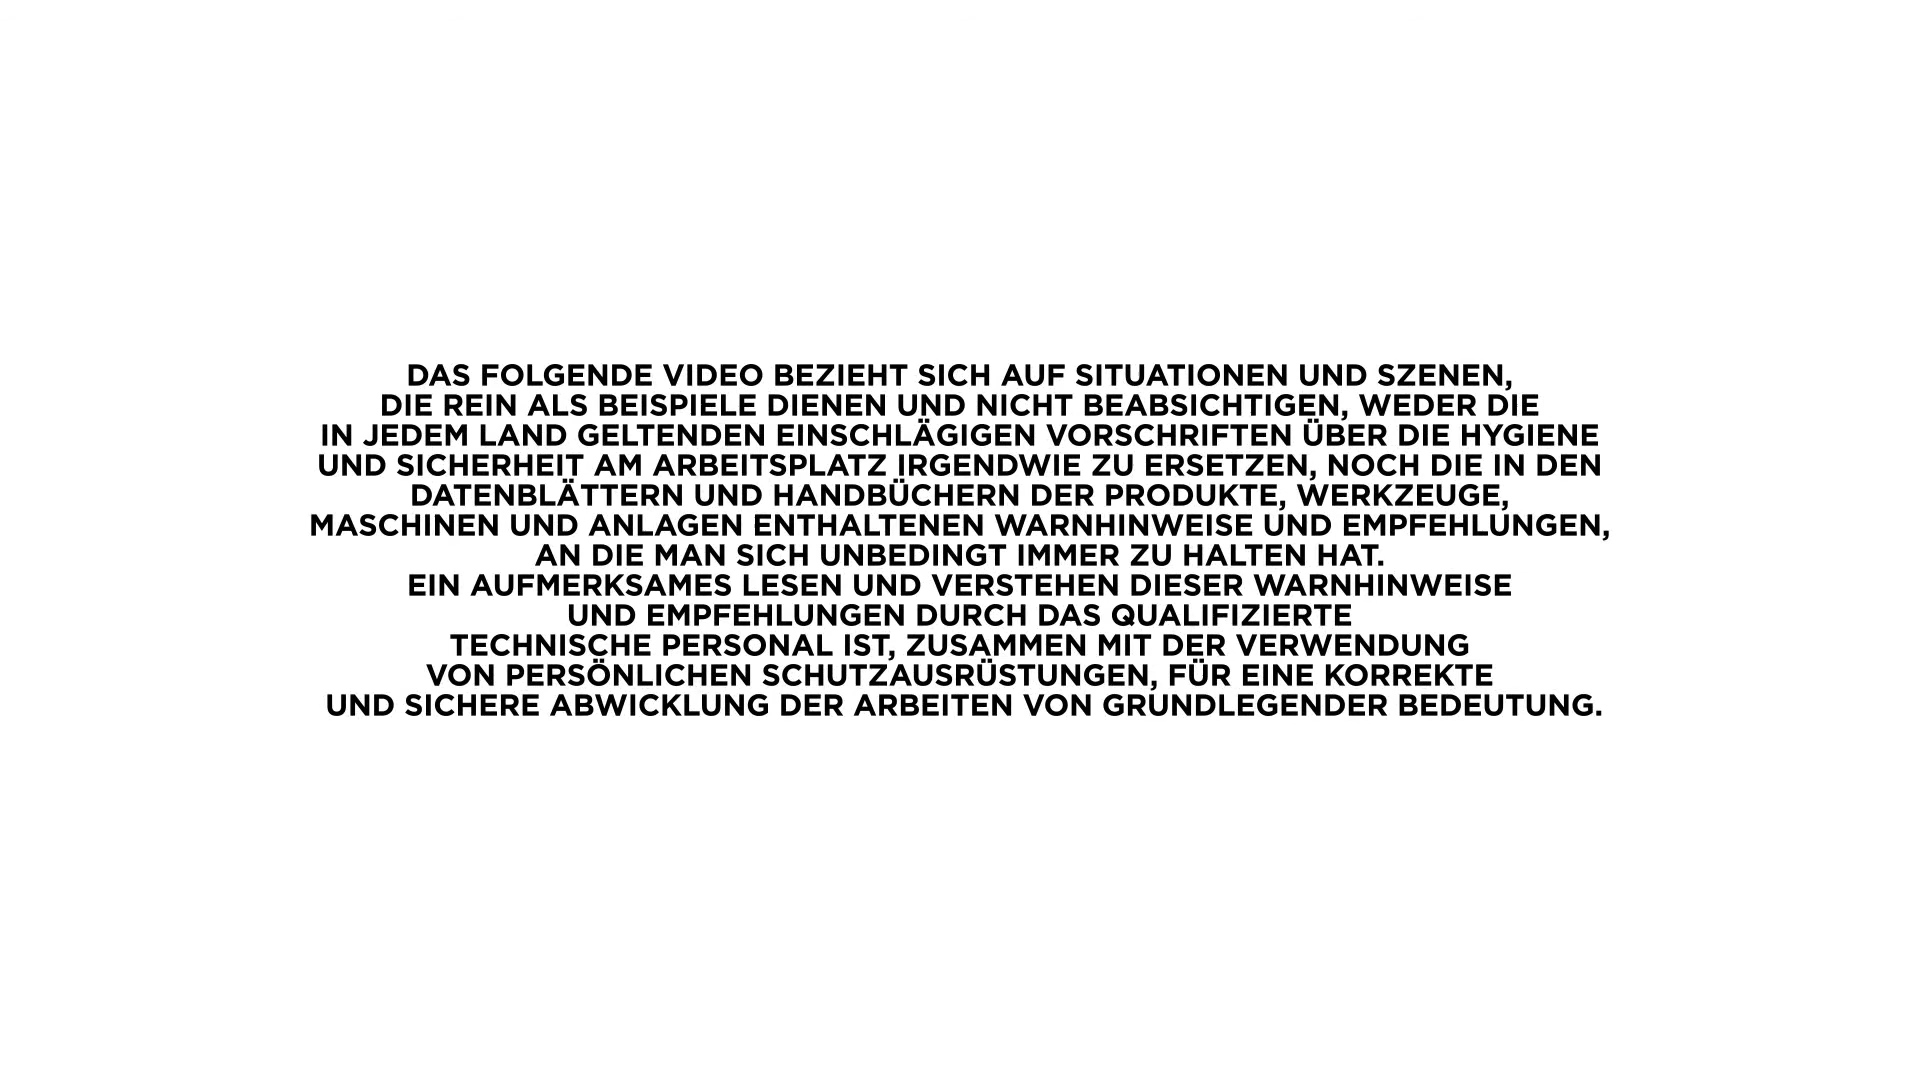 DAS FOLGENDE VIDEO BEZIEHT SICH AUF SITUATIONEN UND SZENEN,
DIE REIN ALS BEISPIELE DIENEN UND NICHT BEABSICHTIGEN, WEDER DIE
IN JEDEM LAND GELTENDEN EINSCHLÄGIGEN VORSCHRIFTEN ÜBER DIE HYGIENE
UND SICHERHEIT AM ARBEITSPLATZ IRGENDWIE ZU ERSETZEN, NOCH DIE IN DEN
DATENBLÄTTERN UND HANDBÜCHERN DER PRODUKTE, WERKZEUGE,
MASCHINEN UND ANLAGEN ENTHALTENEN WARNHINWEISE UND EMPFEHLUNGEN,
AN DIE MAN SICH UNBEDINGT IMMER ZU HALTEN HAT.
EIN AUFMERKSAMES LESEN UND VERSTEHEN DIESER WARNHINWEISE
UND EMPFEHLUNGEN DURCH DAS QUALIFIZIERTE
TECHNISCHE PERSONAL IST, ZUSAMMEN MIT DER VERWENDUNG
VON PERSÖNLICHEN SCHUTZAUSRÜSTUNGEN, FÜR EINE KORREKTE
UND SICHERE ABWICKLUNG DER ARBEITEN VON GRUNDLEGENDER BEDEUTUNG.